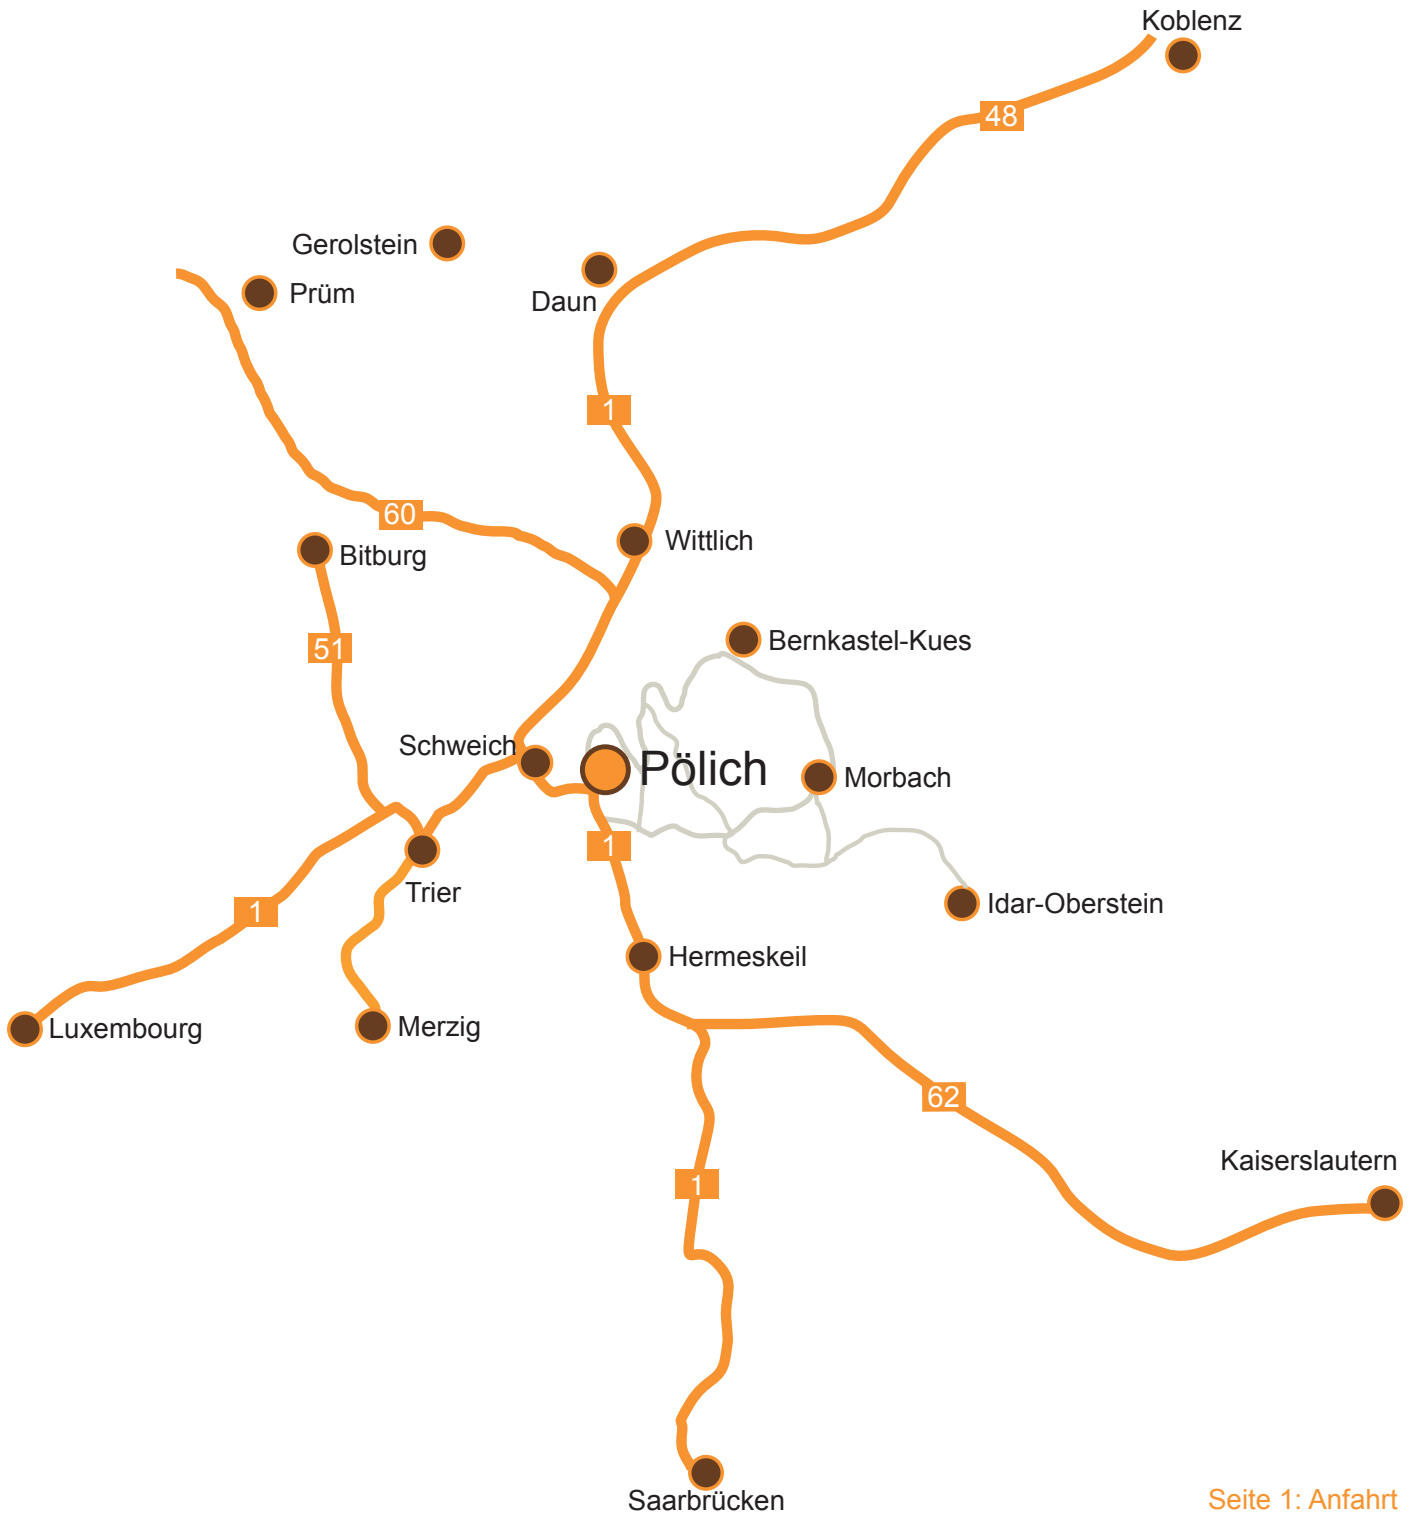 Koblenz
48
Gerolstein
Prüm
Daun
1
60
Wittlich
Bitburg
51
Bernkastel-Kues
Schweich
Pölich
Morbach
1
Trier
1
Idar-Oberstein
Hermeskeil
Luxembourg
Merzig
62
Kaiserslautern
1
Saarbrücken
Seite 1: Anfahrt